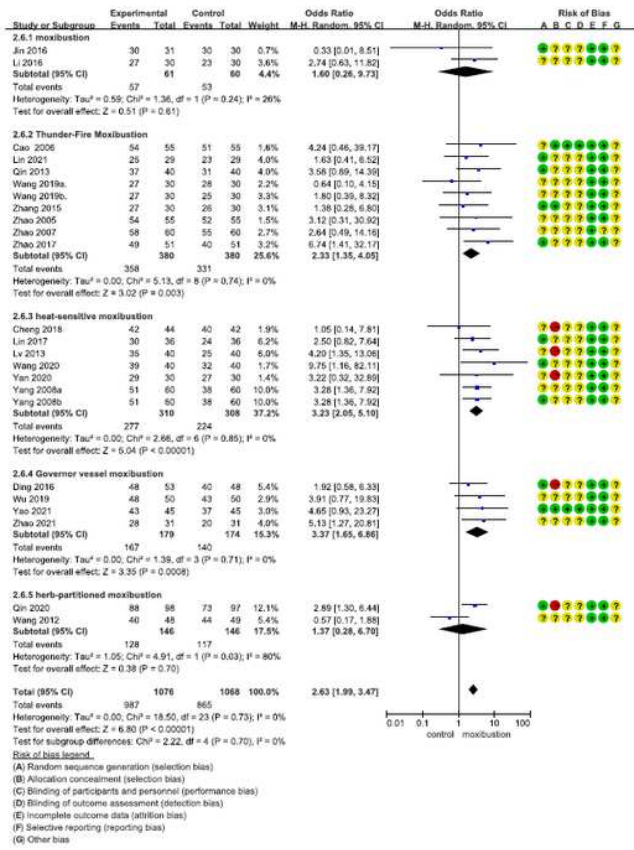 Experimental Control Odds Ratio Odds Ratio Risk of Bias
Study or Subgroup Events Total Events Total Weight M-H. Random. 95% CI M-H. Random. 95% CI A B C D E F G
2.6.1 moxibustion
Jin 2016 30 31 30 30 0.7% 0.33 [0.01, 8.51]
Li 2016 27 30 23 30 3.6% 2.74 [0.63, 11.82]
Subtotal (95% CI) 61 60 4.4% 1.60 [0.26, 9.73]
Total events 57 53
Heterogeneity: Tau² = 0.59; Chi² = 1.36, df = 1 (P = 0.24); I² = 26%
Test for overall effect: Z = 0.51 (P = 0.61)
2.6.2 Thunder-Fire Moxibustion
Cao 2006 54 55 51 55 1.6% 4.24 [0.46, 39.17]
Lin 2021 25 29 23 29 4.0% 1.63 [0.41, 6.52]
Qin 2013 37 40 31 40 4.0% 3.58 [0.89, 14.39]
Wang 2019a. 27 30 28 30 2.2% 0.64 [0.10, 4.15]
Wang 2019b. 27 30 25 30 3.3% 1.80 [0.39, 8.32]
Zhang 2015 27 30 26 30 3.0% 1.38 [0.28, 6.80]
Zhao 2005 54 55 52 55 1.5% 3.12 [0.31, 30.92]
Zhao 2007 58 60 55 60 2.7% 2.64 [0.49, 14.16]
Zhao 2017 49 51 40 51 3.2% 6.74 [1.41, 32.17]
Subtotal (95% CI) 380 380 25.6% 2.33 [1.35, 4.05]
Total events 358 331
Heterogeneity: Tau² = 0.00; Chi² = 5.13, df = 8 (P = 0.74); I² = 0%
Test for overall effect: Z = 3.02 (P = 0.003)
2.6.3 heat-sensitive moxibustion
Cheng 2018 42 44 40 42 1.9% 1.05 [0.14, 7.81]
Lin 2017 30 36 24 36 6.2% 2.50 [0.82, 7.64]
Lv 2013 35 40 25 40 6.0% 4.20 [1.35, 13.06]
Wang 2020 39 40 32 40 1.7% 9.75 [1.16, 82.11]
Yan 2020 29 30 27 30 1.5% 3.22 [0.32, 32.89]
Yang 2008a 51 60 38 60 10.0% 3.28 [1.36, 7.92]
Yang 2008b 51 60 38 60 10.0% 3.28 [1.36, 7.92]
Subtotal (95% CI) 310 308 37.2% 3.23 [2.05, 5.10]
Total events 277 224
Heterogeneity: Tau² = 0.00; Chi² = 2.66, df = 6 (P = 0.85); I² = 0%
Test for overall effect: Z = 5.04 (P < 0.00001)
2.6.4 Governor vessel moxibustion
Ding 2016 48 53 40 48 5.4% 1.92 [0.58, 6.33]
Wu 2019 48 50 43 50 2.9% 3.91 [0.77, 19.83]
Yao 2021 43 45 37 45 2.9% 4.65 [0.93, 23.27]
Zhao 2021 28 31 20 31 4.0% 5.13 [1.27, 20.81]
Subtotal (95% CI) 179 174 15.3% 3.37 [1.65, 6.86]
Total events 167 140
Heterogeneity: Tau² = 0.00; Chi² = 1.39, df = 3 (P = 0.71); I² = 0%
Test for overall effect: Z = 3.35 (P = 0.0008)
2.6.5 herb-partitioned moxibustion
Qin 2020 88 98 73 97 12.1% 2.89 [1.30, 6.44]
Wang 2012 40 48 44 49 5.4% 0.57 [0.17, 1.88]
Subtotal (95% CI) 146 146 17.5% 1.37 [0.28, 6.70]
Total events 128 117
Heterogeneity: Tau² = 1.05; Chi² = 4.91, df = 1 (P = 0.03); I² = 80%
Test for overall effect: Z = 0.38 (P = 0.70)
Total (95% CI) 1076 1068 100.0% 2.63 [1.99, 3.47]
Total events 987 865
Heterogeneity: Tau² = 0.00; Chi² = 18.50, df = 23 (P = 0.73); I² = 0%
Test for overall effect: Z = 6.80 (P < 0.00001)
Test for subgroup differences: Chi² = 2.22, df = 4 (P = 0.70), I² = 0%
0.01 0.1 1 10 100
control moxibustion
Risk of bias legend
(A) Random sequence generation (selection bias)
(B) Allocation concealment (selection bias)
(C) Blinding of participants and personnel (performance bias)
(D) Blinding of outcome assessment (detection bias)
(E) Incomplete outcome data (attrition bias)
(F) Selective reporting (reporting bias)
(G) Other bias